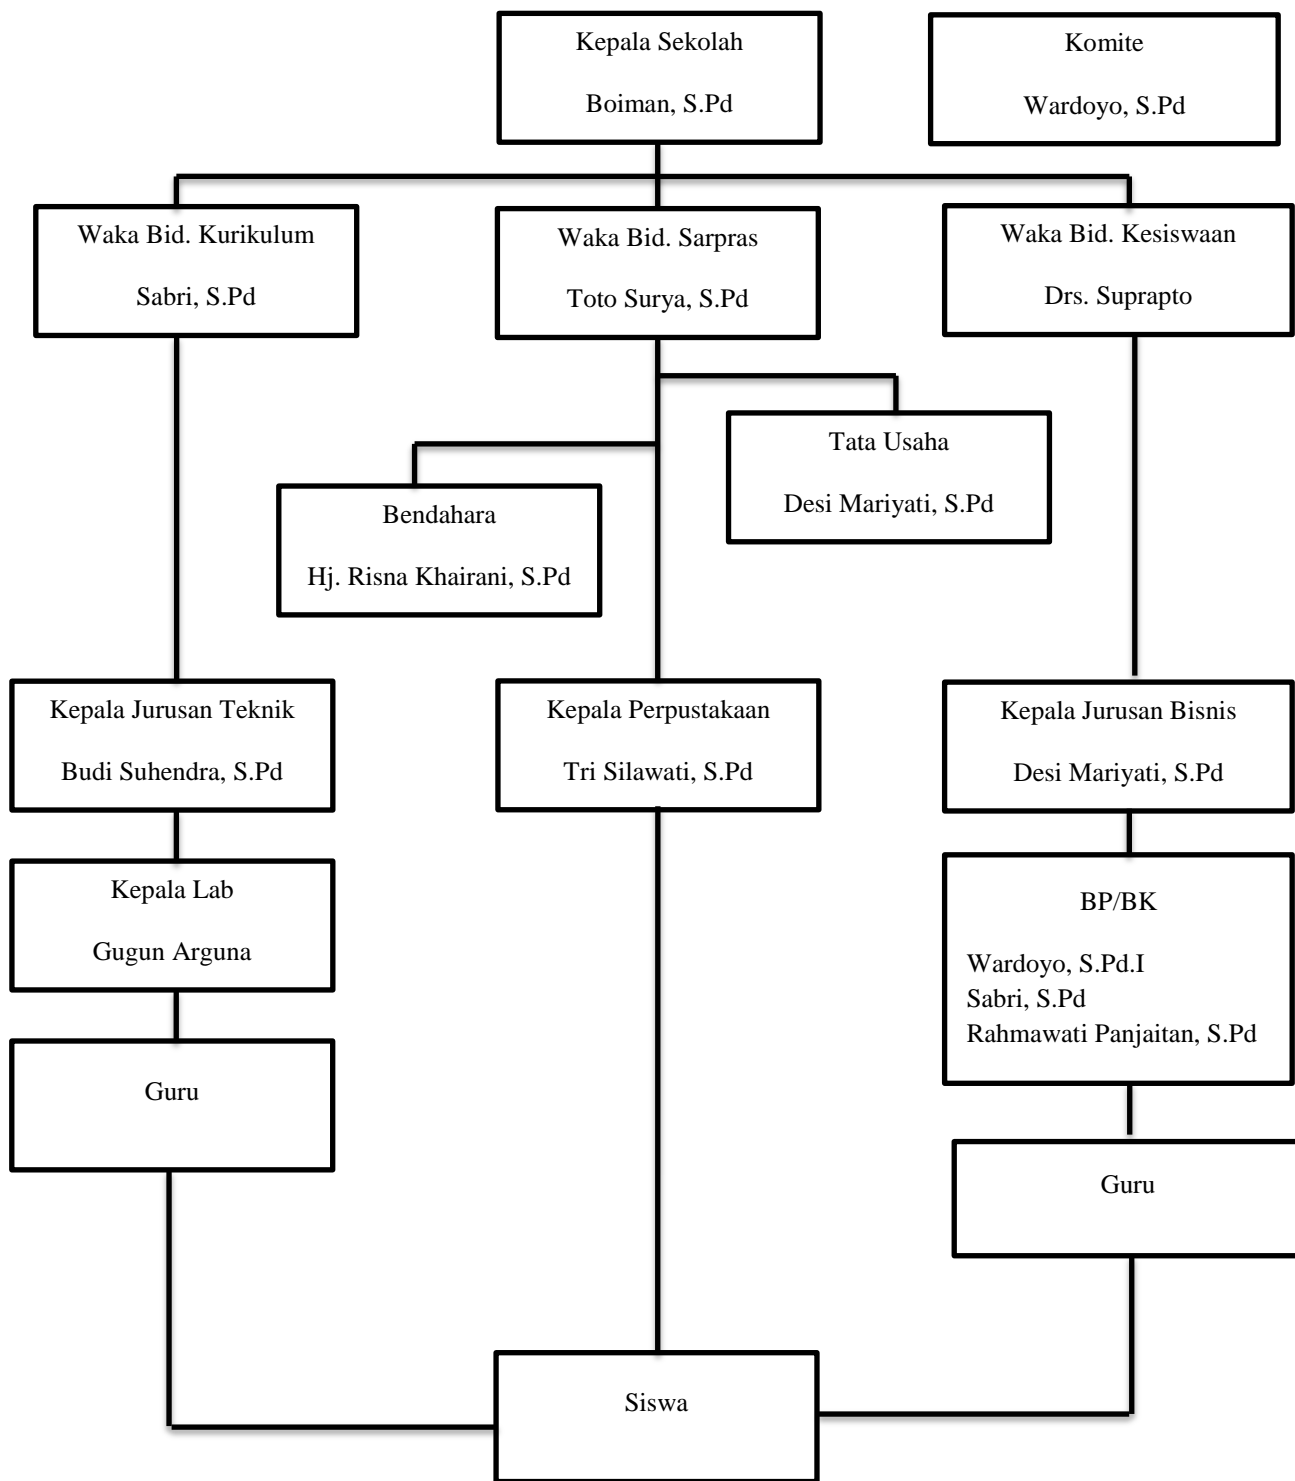 Kepala Sekolah
Boiman, S.Pd
Komite
Wardoyo, S.Pd
Waka Bid. Kurikulum
Sabri, S.Pd
Waka Bid. Sarpras
Toto Surya, S.Pd
Waka Bid. Kesiswaan
Drs. Suprapto
Tata Usaha
Desi Mariyati, S.Pd
Bendahara
Hj. Risna Khairani, S.Pd
Kepala Jurusan Teknik
Budi Suhendra, S.Pd
Kepala Perpustakaan
Tri Silawati, S.Pd
Kepala Jurusan Bisnis
Desi Mariyati, S.Pd
Kepala Lab
Gugun Arguna
BP/BK
Wardoyo, S.Pd.I
Sabri, S.Pd
Rahmawati Panjaitan, S.Pd
Guru
Guru
Siswa